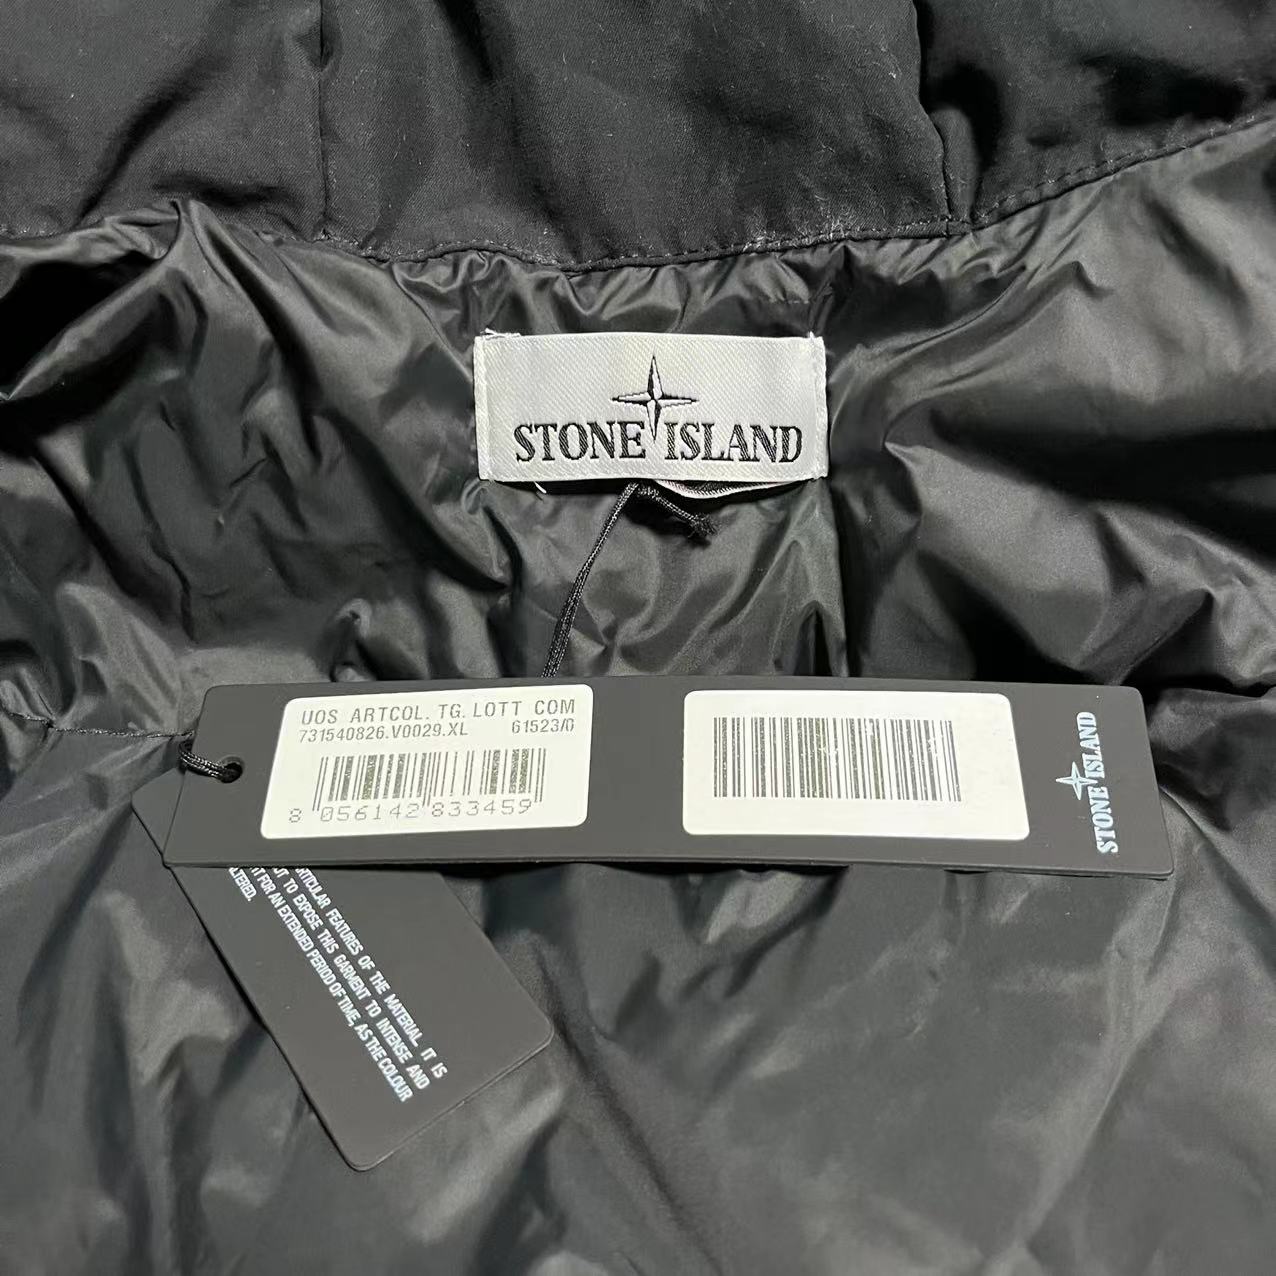 STONE ISLAND
UOS ARTCOL. TG. LOTT COM
731540826.V0029.XL 61523/0
8 056142 833459
STONE ISLAND
ARTICULAR FEATURES OF THE MATERIAL, IT IS
TO EXPOSE THIS GARMENT TO INTENSE AND
FOR AN EXTENDED PERIOD OF TIME, AS THE COLOUR
ALTERED.